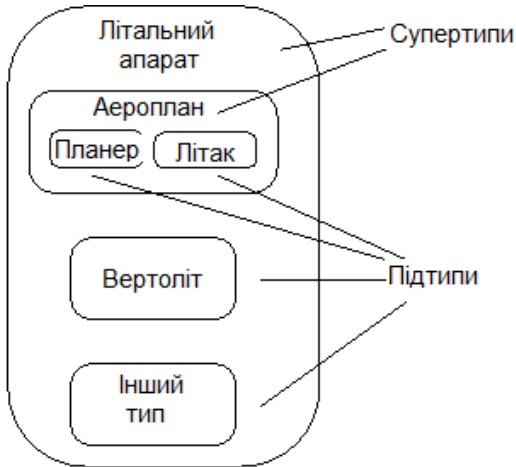 Літальний
апарат
Супертипи
Аероплан
Планер
Літак
Вертоліт
Підтипи
Інший
тип